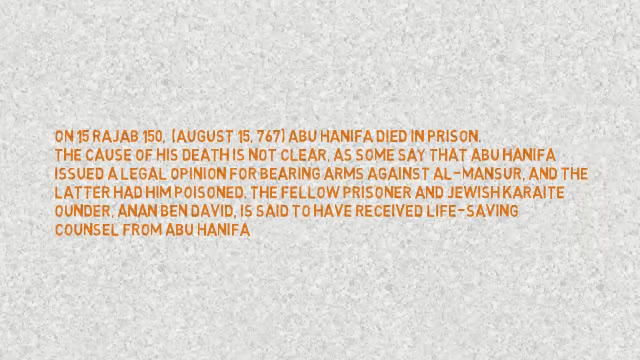 ON 15 RAJAB 150, (AUGUST 15, 767) ABU HANIFA DIED IN PRISON.
THE CAUSE OF HIS DEATH IS NOT CLEAR, AS SOME SAY THAT ABU HANIFA
ISSUED A LEGAL OPINION FOR BEARING ARMS AGAINST AL-MANSUR, AND THE
LATTER HAD HIM POISONED. THE FELLOW PRISONER AND JEWISH KARAITE
OUNDER, ANAN BEN DAVID, IS SAID TO HAVE RECEIVED LIFE-SAVING
COUNSEL FROM ABU HANIFA